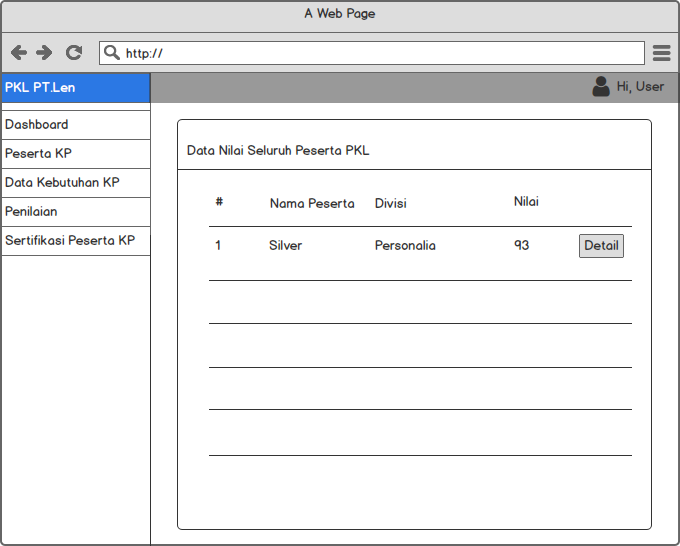 A Web Page
http://
PKL PT.Len
Hi, User
Dashboard
Peserta KP
Data Kebutuhan KP
Penilaian
Sertifikasi Peserta KP
Data Nilai Seluruh Peserta PKL
# Nama Peserta Divisi Nilai
1 Silver Personalia 93 Detail